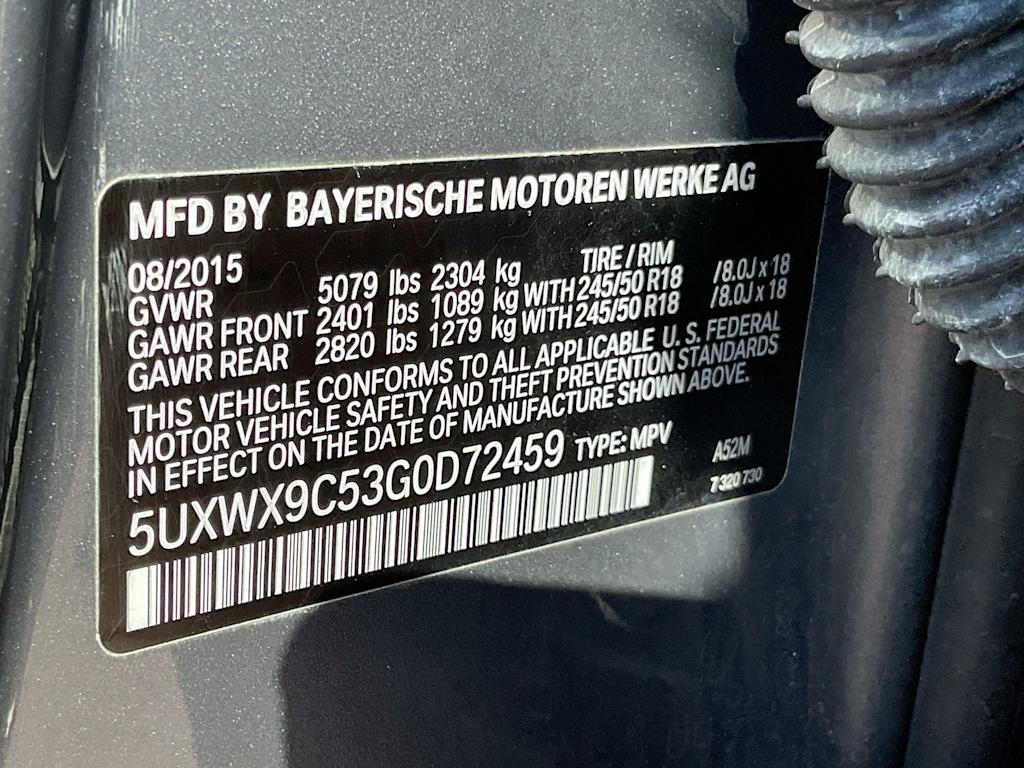 MFD BY BAYERISCHE MOTOREN WERKE AG
08/2015 TIRE / RIM
GVWR 5079 lbs 2304 kg
GAWR FRONT 2401 lbs 1089 kg WITH 245/50 R18 /8.0J x 18
GAWR REAR 2820 lbs 1279 kg WITH 245/50 R18 /8.0J x 18
THIS VEHICLE CONFORMS TO ALL APPLICABLE U. S. FEDERAL
MOTOR VEHICLE SAFETY AND THEFT PREVENTION STANDARDS
IN EFFECT ON THE DATE OF MANUFACTURE SHOWN ABOVE.
5UXWX9C53G0D72459 TYPE: MPV A52M
7 320 730